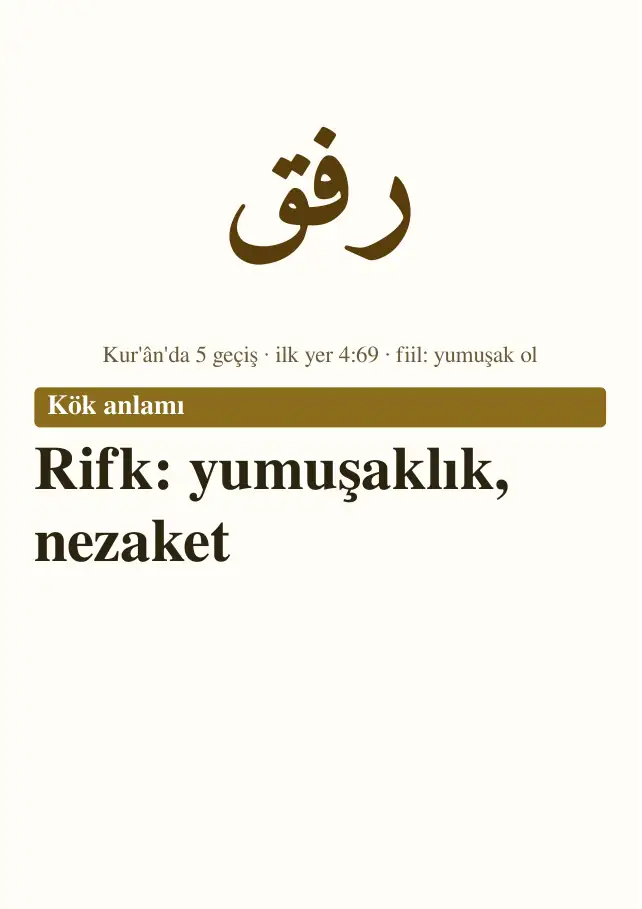 رفق
Kur'ân'da 5 geçiş · ilk yer 4:69 · fiil: yumuşak ol
Kök anlamı
Rifk: yumuşaklık,
nezaket